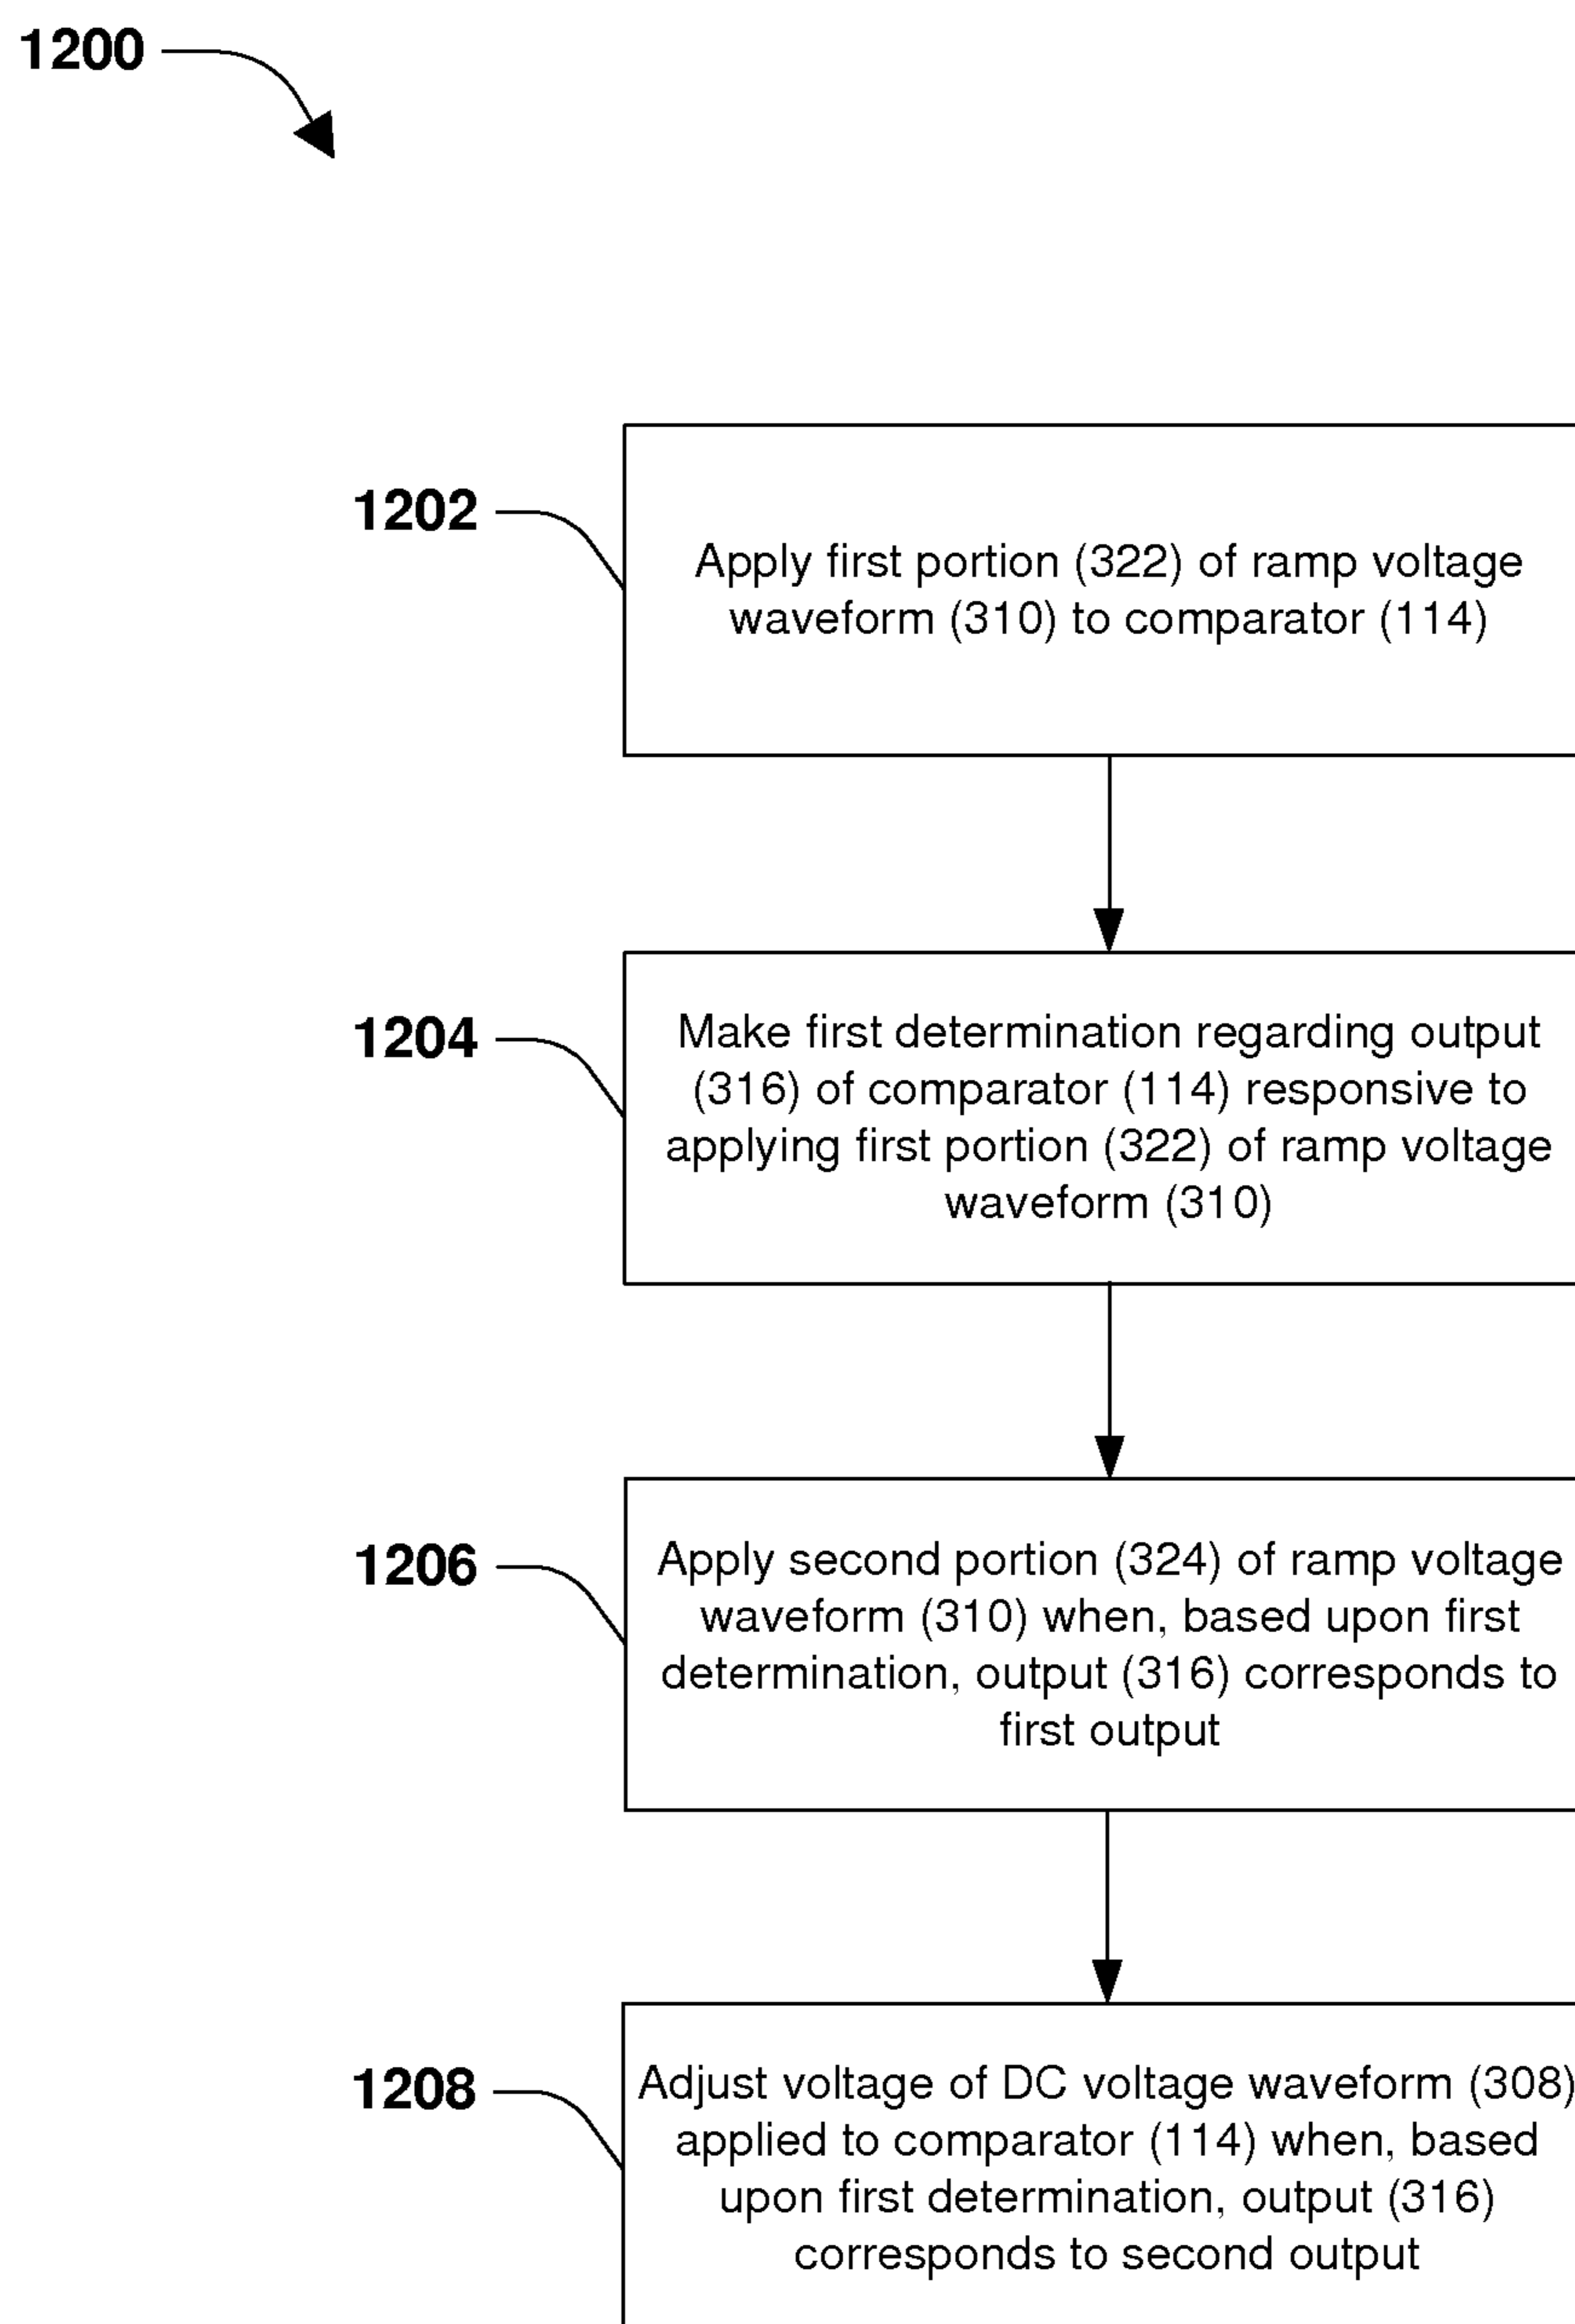 1200
1202
Apply first portion (322) of ramp voltage
waveform (310) to comparator (114)
1204
Make first determination regarding output
(316) of comparator (114) responsive to
applying first portion (322) of ramp voltage
waveform (310)
1206
Apply second portion (324) of ramp voltage
waveform (310) when, based upon first
determination, output (316) corresponds to
first output
1208
Adjust voltage of DC voltage waveform (308)
applied to comparator (114) when, based
upon first determination, output (316)
corresponds to second output